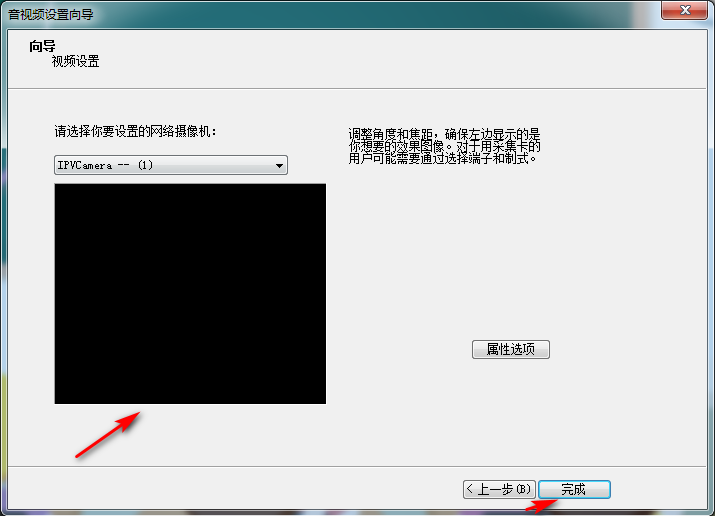 音视频设置向导
向导
视频设置
请选择你要设置的网络摄像机：
IPVCamera -- (1)
调整角度和焦距，确保左边显示的是
你想要的效果图像。对于用采集卡的
用户可能需要通过选择端子和制式。
属性选项
< 上一步(B)
完成